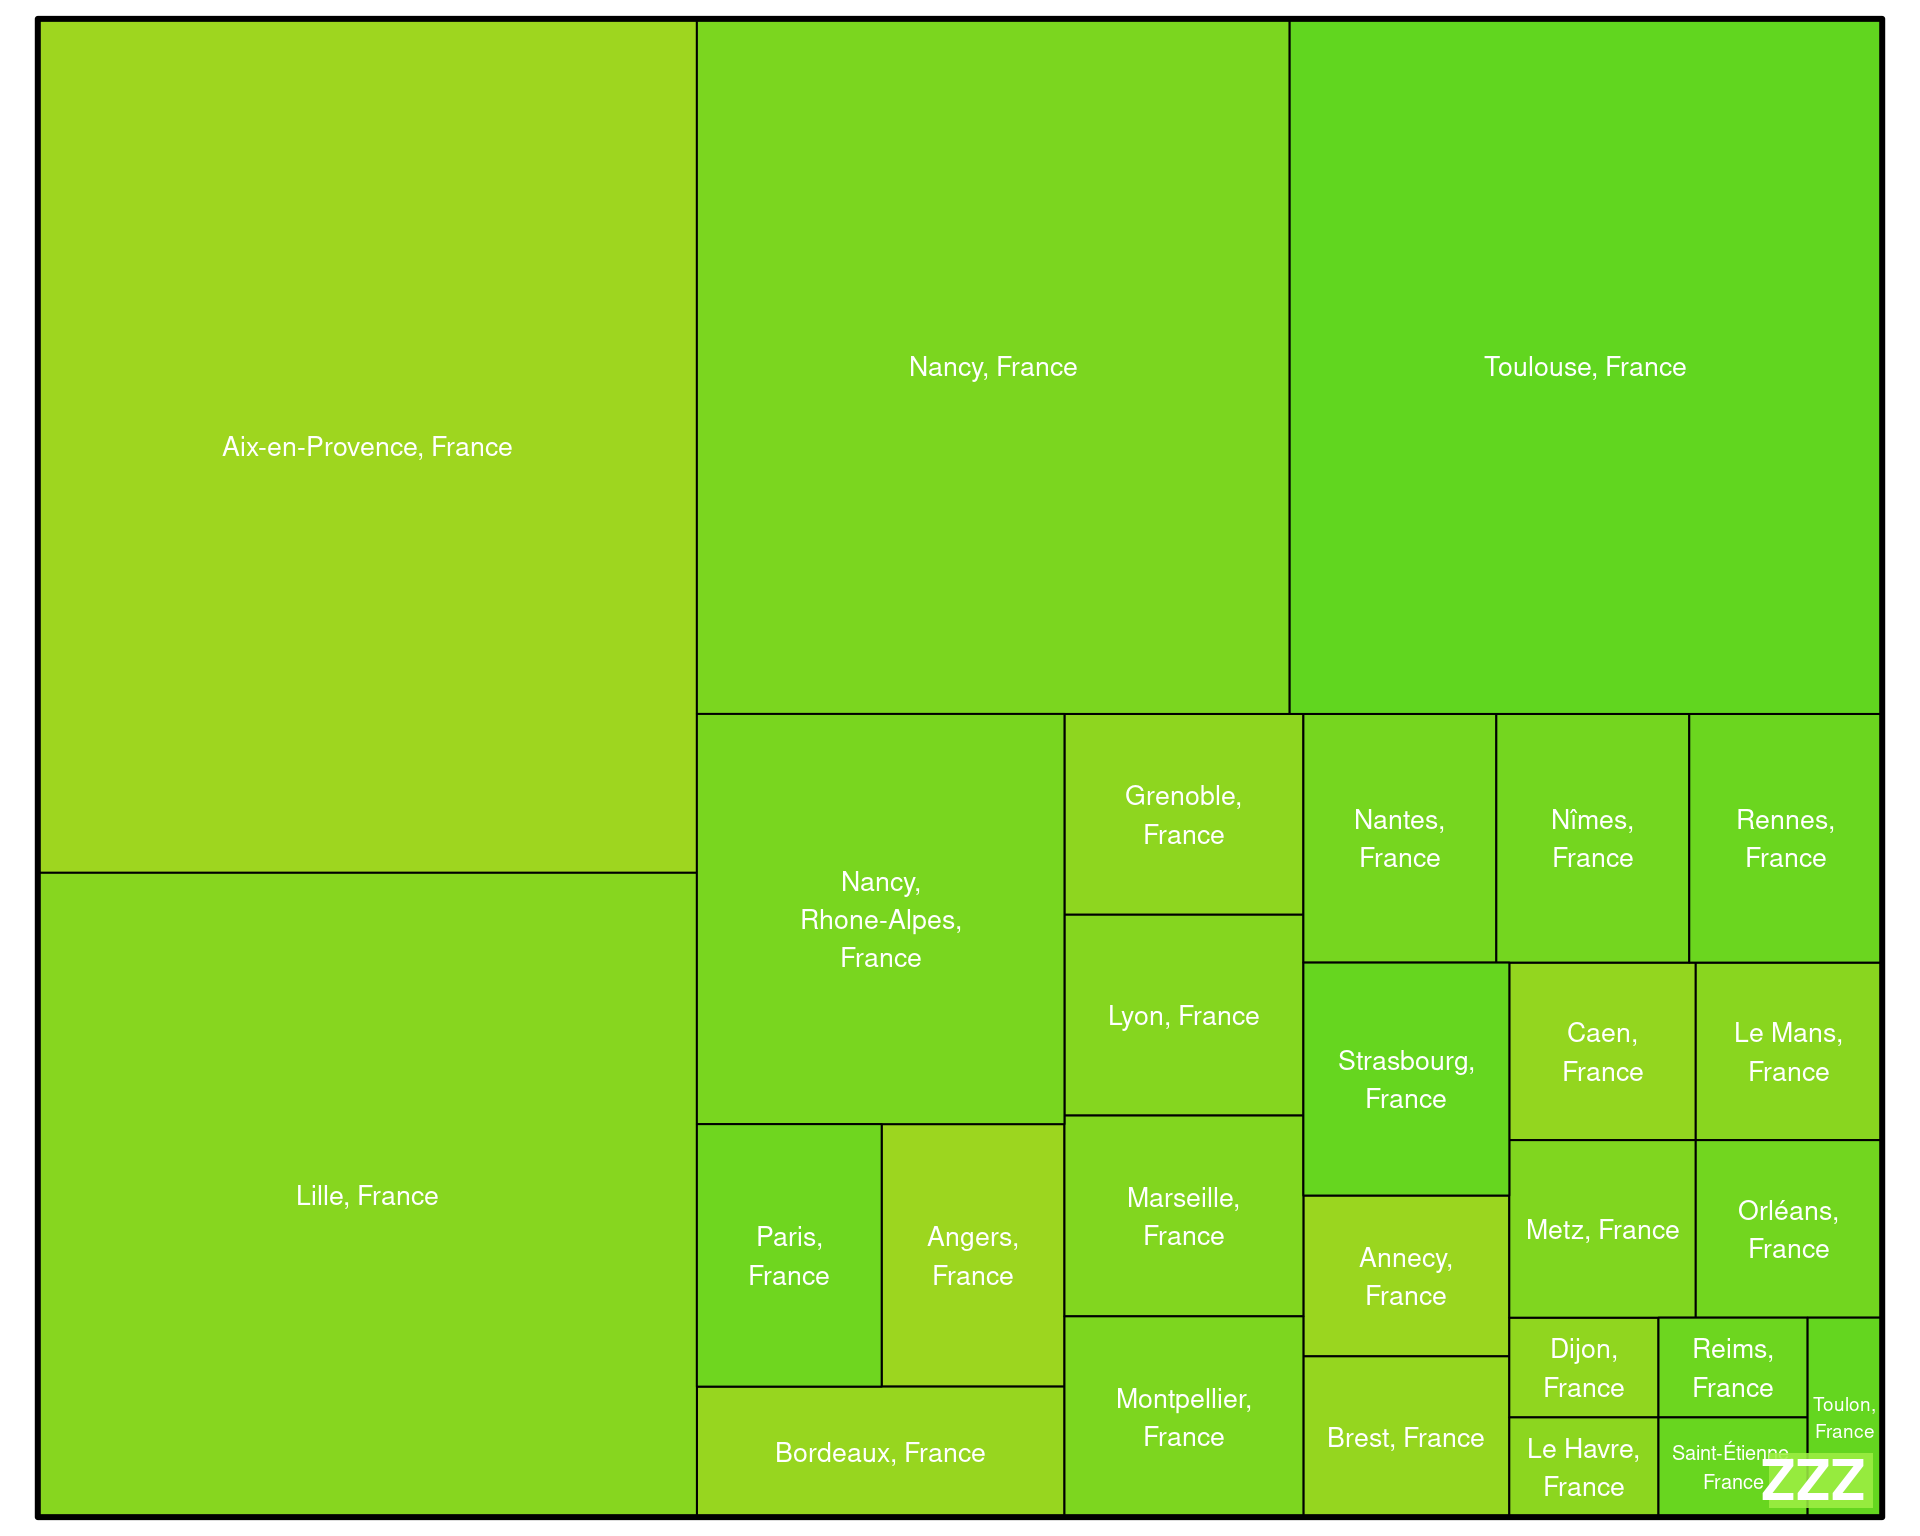 Aix-en-Provence, France
Nancy, France
Toulouse, France
Lille, France
Nancy,
Rhone-Alpes,
France
Grenoble,
France
Nantes,
France
Nîmes,
France
Rennes,
France
Lyon, France
Strasbourg,
France
Caen,
France
Le Mans,
France
Paris,
France
Angers,
France
Marseille,
France
Annecy,
France
Metz, France
Orléans,
France
Bordeaux, France
Montpellier,
France
Brest, France
Dijon,
France
Reims,
France
Toulon,
France
Le Havre,
France
Saint-Étienne,
France
ZZZ